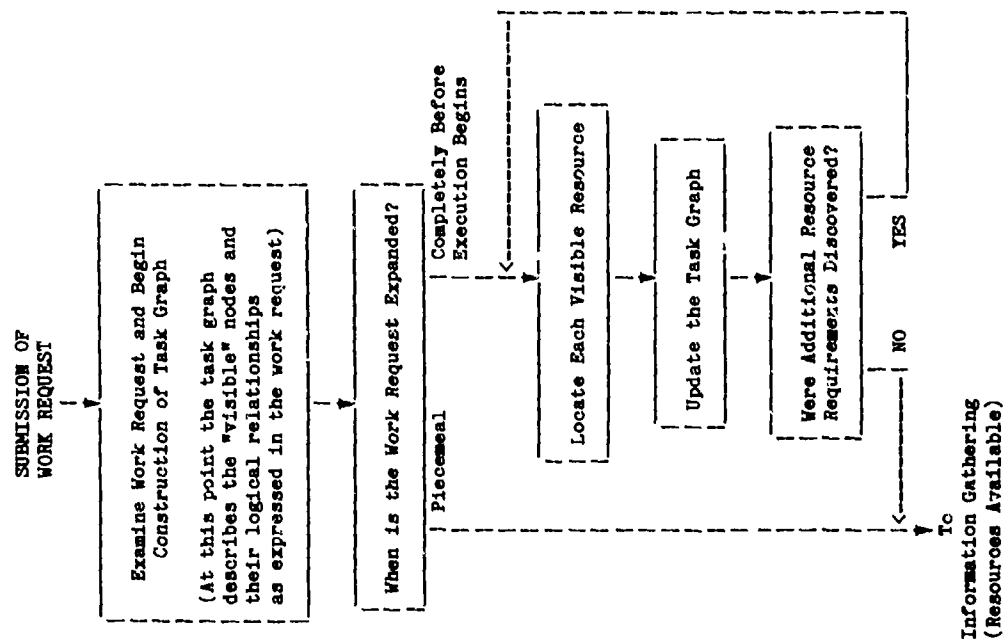 SUBMISSION OF
WORK REQUEST
Examine Work Request and Begin
Construction of Task Graph
(At this point the task graph
describes the "visible" nodes and
their logical relationships
as expressed in the work request)
When is the Work Request Expanded?
Piecemeal
Completely Before
Execution Begins
Locate Each Visible Resource
Update the Task Graph
Were Additional Resource
Requirements Discovered?
NO
YES
To
Information Gathering
(Resources Available)